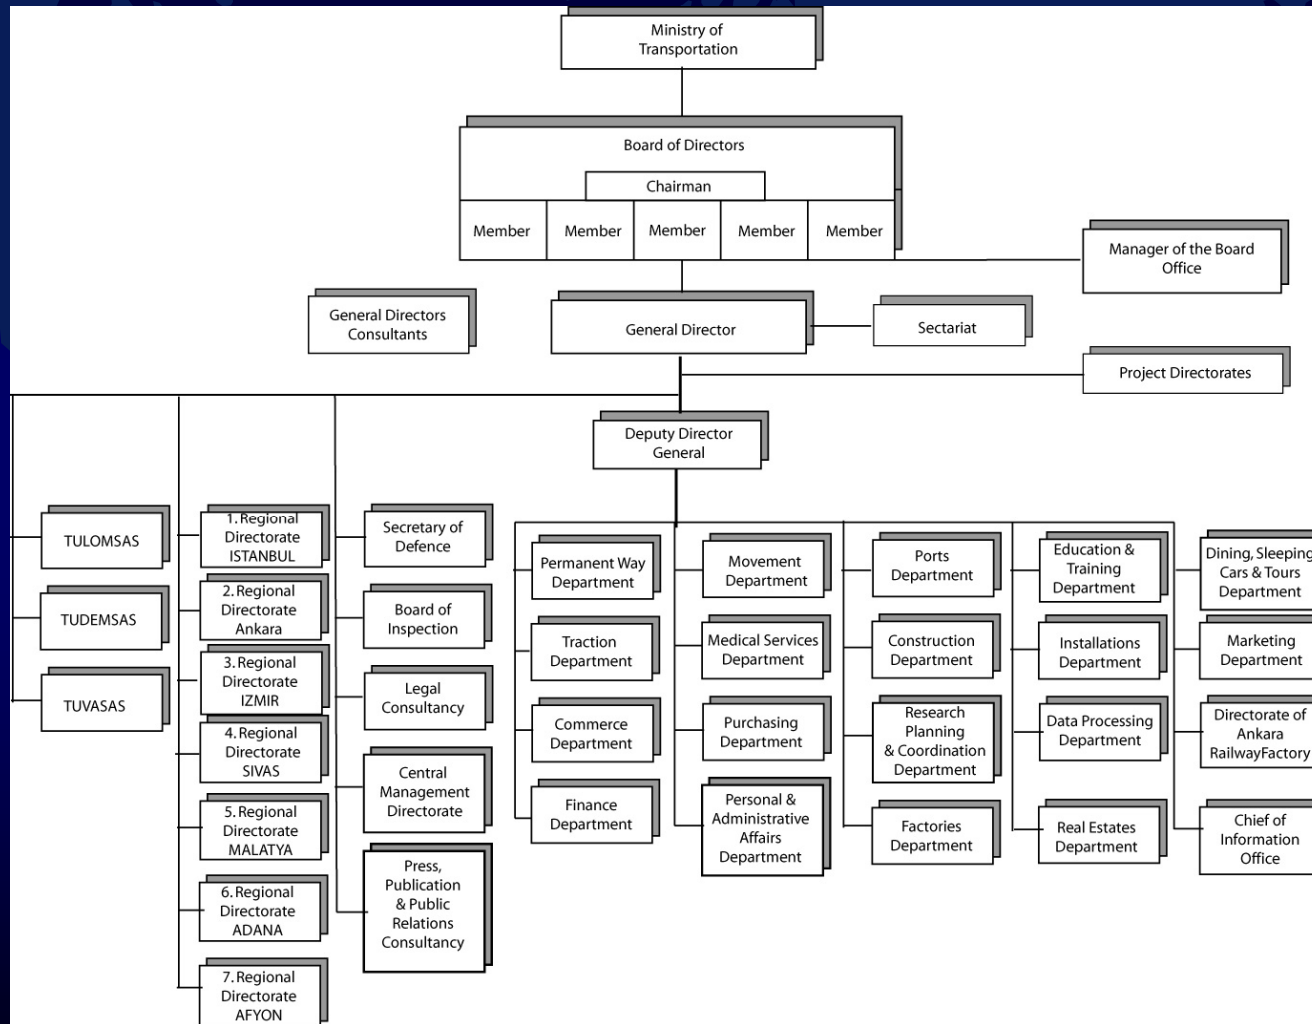 Ministry of
Transportation
Board of Directors
Chairman
Member
Member
Member
Member
Member
Manager of the Board
Office
General Directors
Consultants
General Director
Sectariat
Project Directorates
Deputy Director
General
TULOMSAS
TUDEMSAS
TUVASAS
1. Regional
Directorate
ISTANBUL
2. Regional
Directorate
Ankara
3. Regional
Directorate
IZMIR
4. Regional
Directorate
SIVAS
5. Regional
Directorate
MALATYA
6. Regional
Directorate
ADANA
7. Regional
Directorate
AFYON
Secretary of
Defence
Board of
Inspection
Legal
Consultancy
Central
Management
Directorate
Press,
Publication
& Public
Relations
Consultancy
Permanent Way
Department
Traction
Department
Commerce
Department
Finance
Department
Movement
Department
Medical Services
Department
Purchasing
Department
Personal &
Administrative
Affairs
Department
Ports
Department
Construction
Department
Research
Planning
& Coordination
Department
Factories
Department
Education &
Training
Department
Installations
Department
Data Processing
Department
Real Estates
Department
Dining, Sleeping
Cars & Tours
Department
Marketing
Department
Directorate of
Ankara
RailwayFactory
Chief of
Information
Office